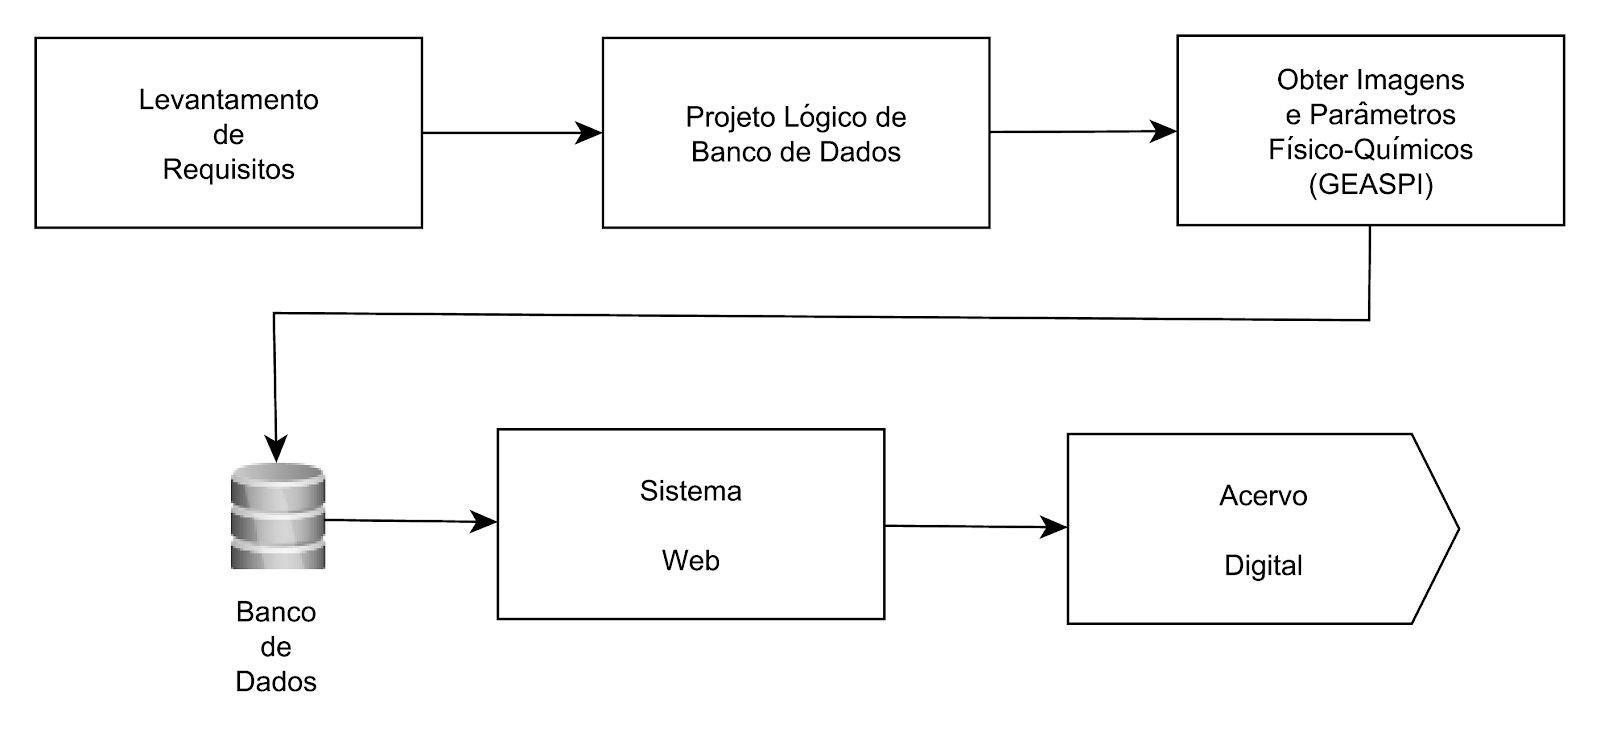 Levantamento
de
Requisitos
Projeto Lógico de
Banco de Dados
Obter Imagens
e Parâmetros
Físico-Químicos
(GEASPI)
Banco
de
Dados
Sistema
Web
Acervo
Digital